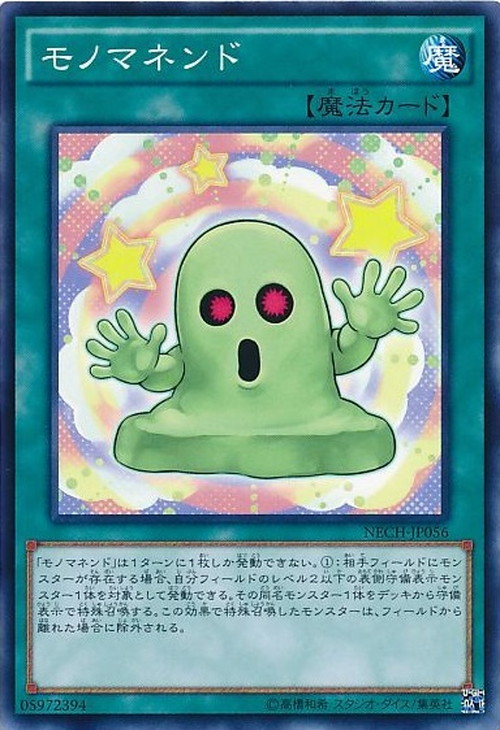 モノマネンド
魔
【魔法カード】
NECH-JP056
「モノマネンド」は1ターンに1枚しか発動できない。①:相手フィールドにモン
スターが存在する場合、自分フィールドのレベル2以下の表側守備表示モンス
ター1体を対象として発動できる。その同名モンスター1体をデッキから守備
表示で特殊召喚する。この効果で特殊召喚したモンスターは、フィールドから
離れた場合に除外される。
05972394
©高橋和希 スタジオ・ダイス/集英社